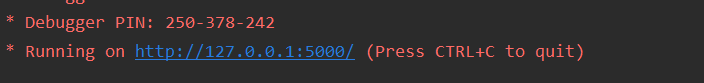 * Debugger PIN: 250-378-242
* Running on http://127.0.0.1:5000/ (Press CTRL+C to quit)